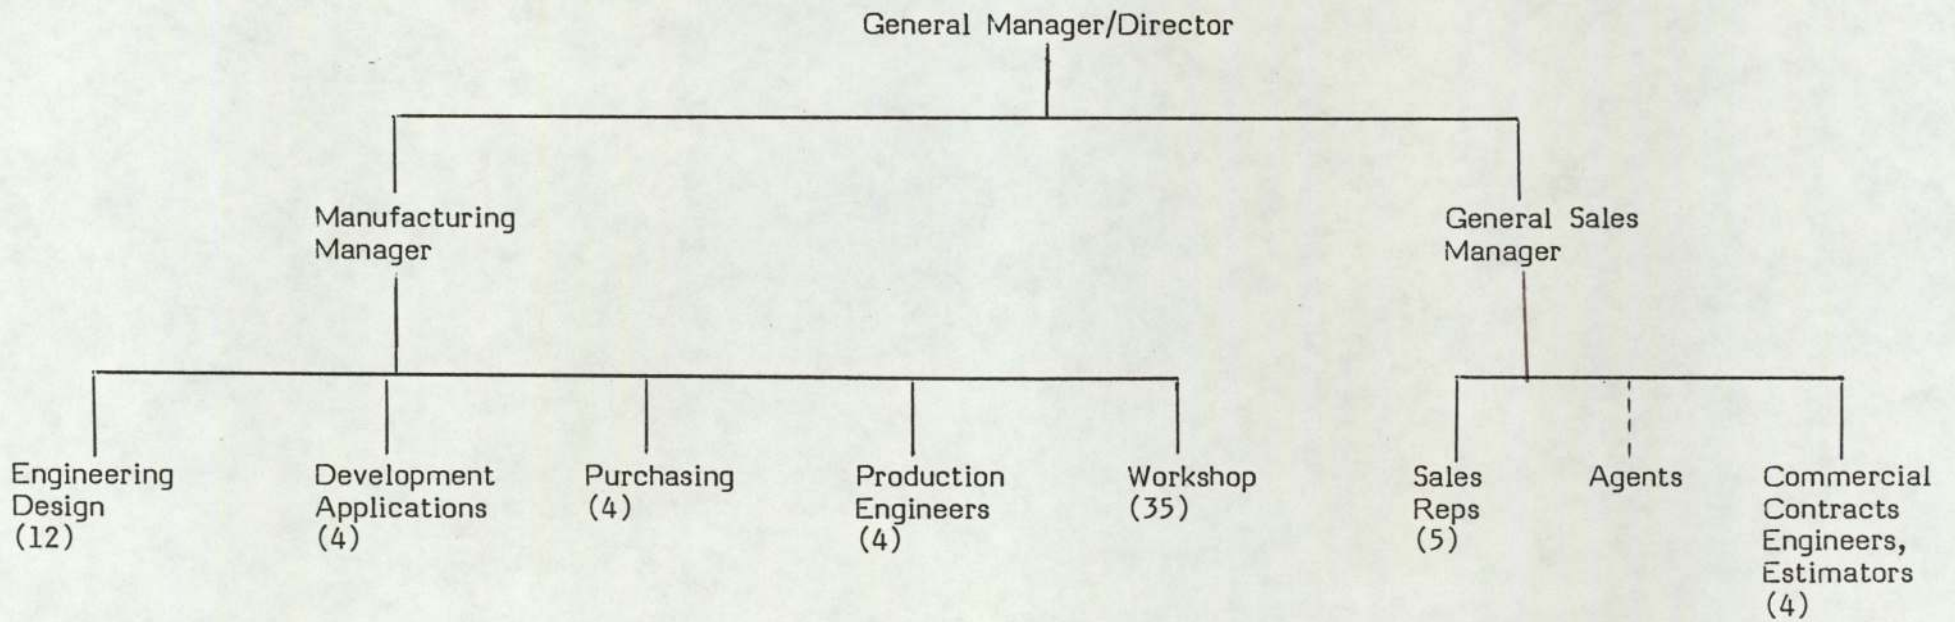 General Manager/Director
Manufacturing
Manager
General Sales
Manager
Engineering
Design
(12)
Development
Applications
(4)
Purchasing
(4)
Production
Engineers
(4)
Workshop
(35)
Sales
Reps
(5)
Agents
Commercial
Contracts
Engineers,
Estimators
(4)